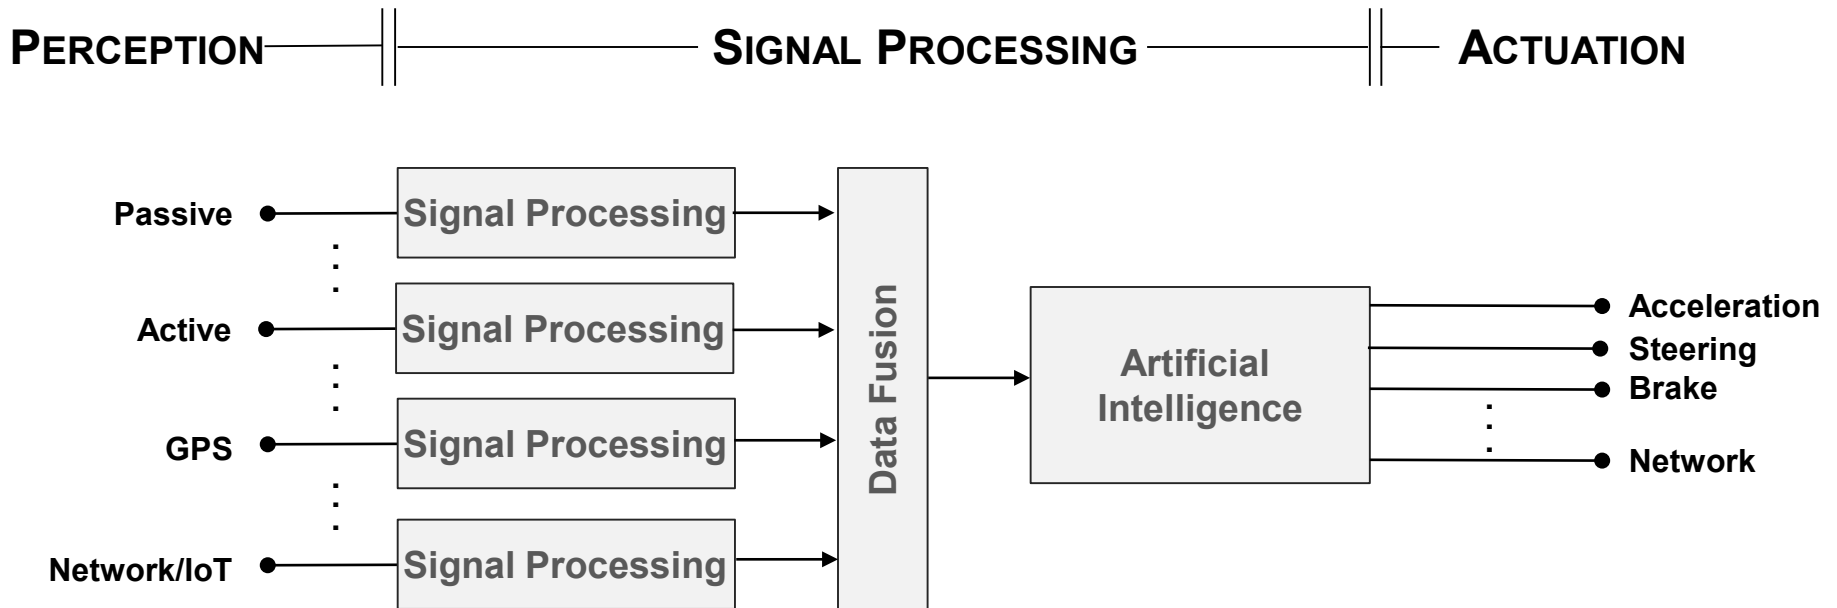 PERCEPTION
SIGNAL PROCESSING
ACTUATION
Passive
Signal Processing
Active
Signal Processing
GPS
Signal Processing
Network/IoT
Signal Processing
Data Fusion
Artificial
Intelligence
Acceleration
Steering
Brake
Network